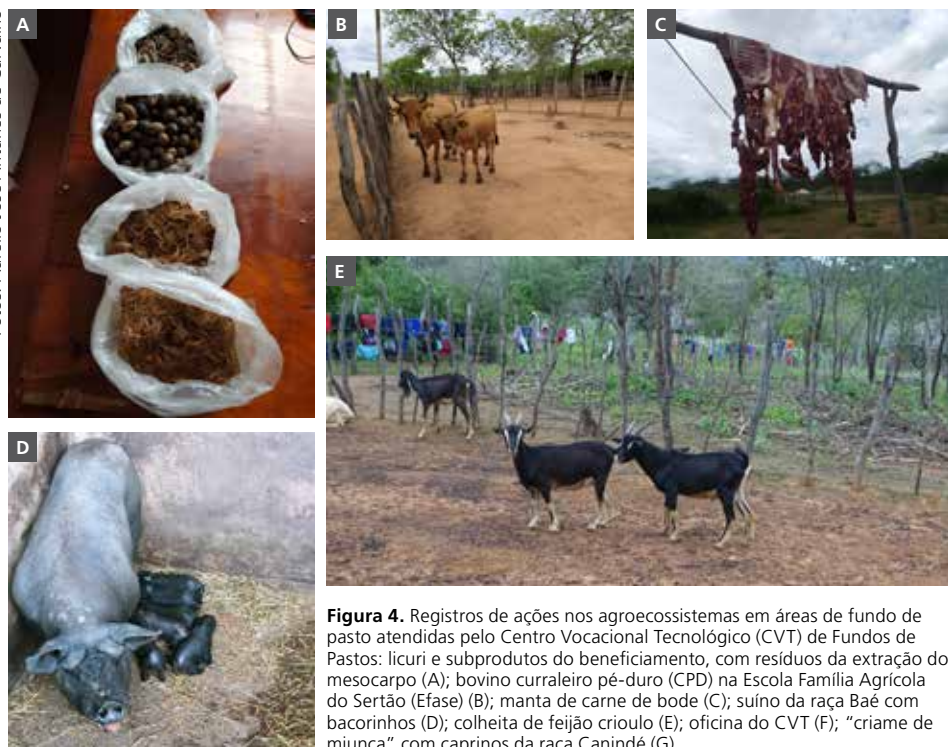 A
B
C
E
D
Figura 4. Registros de ações nos agroecossistemas em áreas de fundo de
pasto atendidas pelo Centro Vocacional Tecnológico (CVT) de Fundos de
Pastos: licuri e subprodutos do beneficiamento, com resíduos da extração do
mesocarpo (A); bovino curraleiro pé-duro (CPD) na Escola Família Agrícola
do Sertão (Efase) (B); manta de carne de bode (C); suíno da raça Baé com
bacorinhos (D); colheita de feijão crioulo (E); oficina do CVT (F); “criame de
miunça” com caprinos da raça Canindé (G).